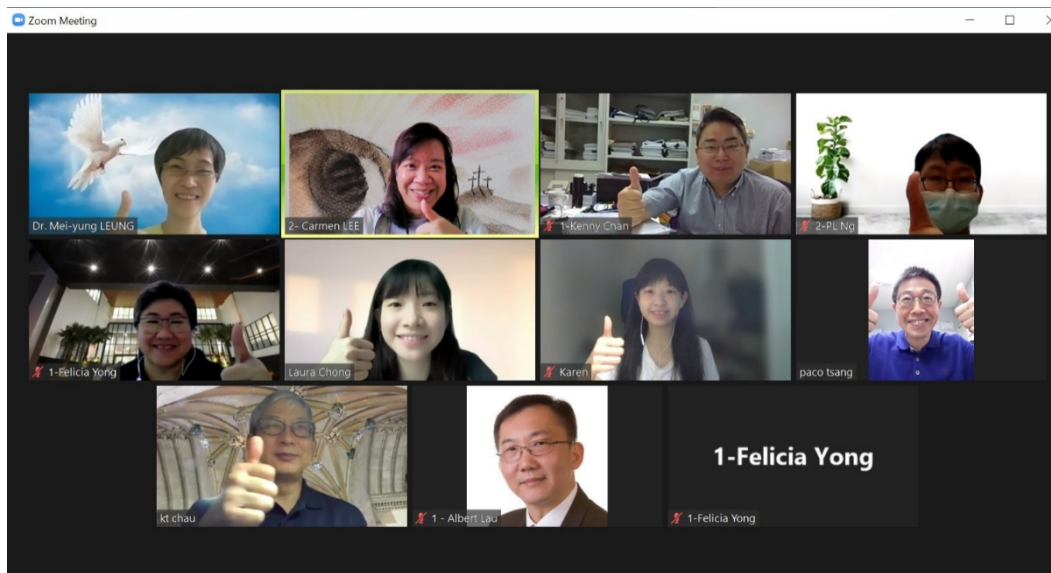 Zoom Meeting
Dr. Mei-yung LEUNG
2- Carmen LEE
1-Kenny Chan
2-PL Ng
1-Felicia Yong
Laura Chong
Karen
paco tsang
kt chau
1 - Albert Lau
1-Felicia Yong
1-Felicia Yong